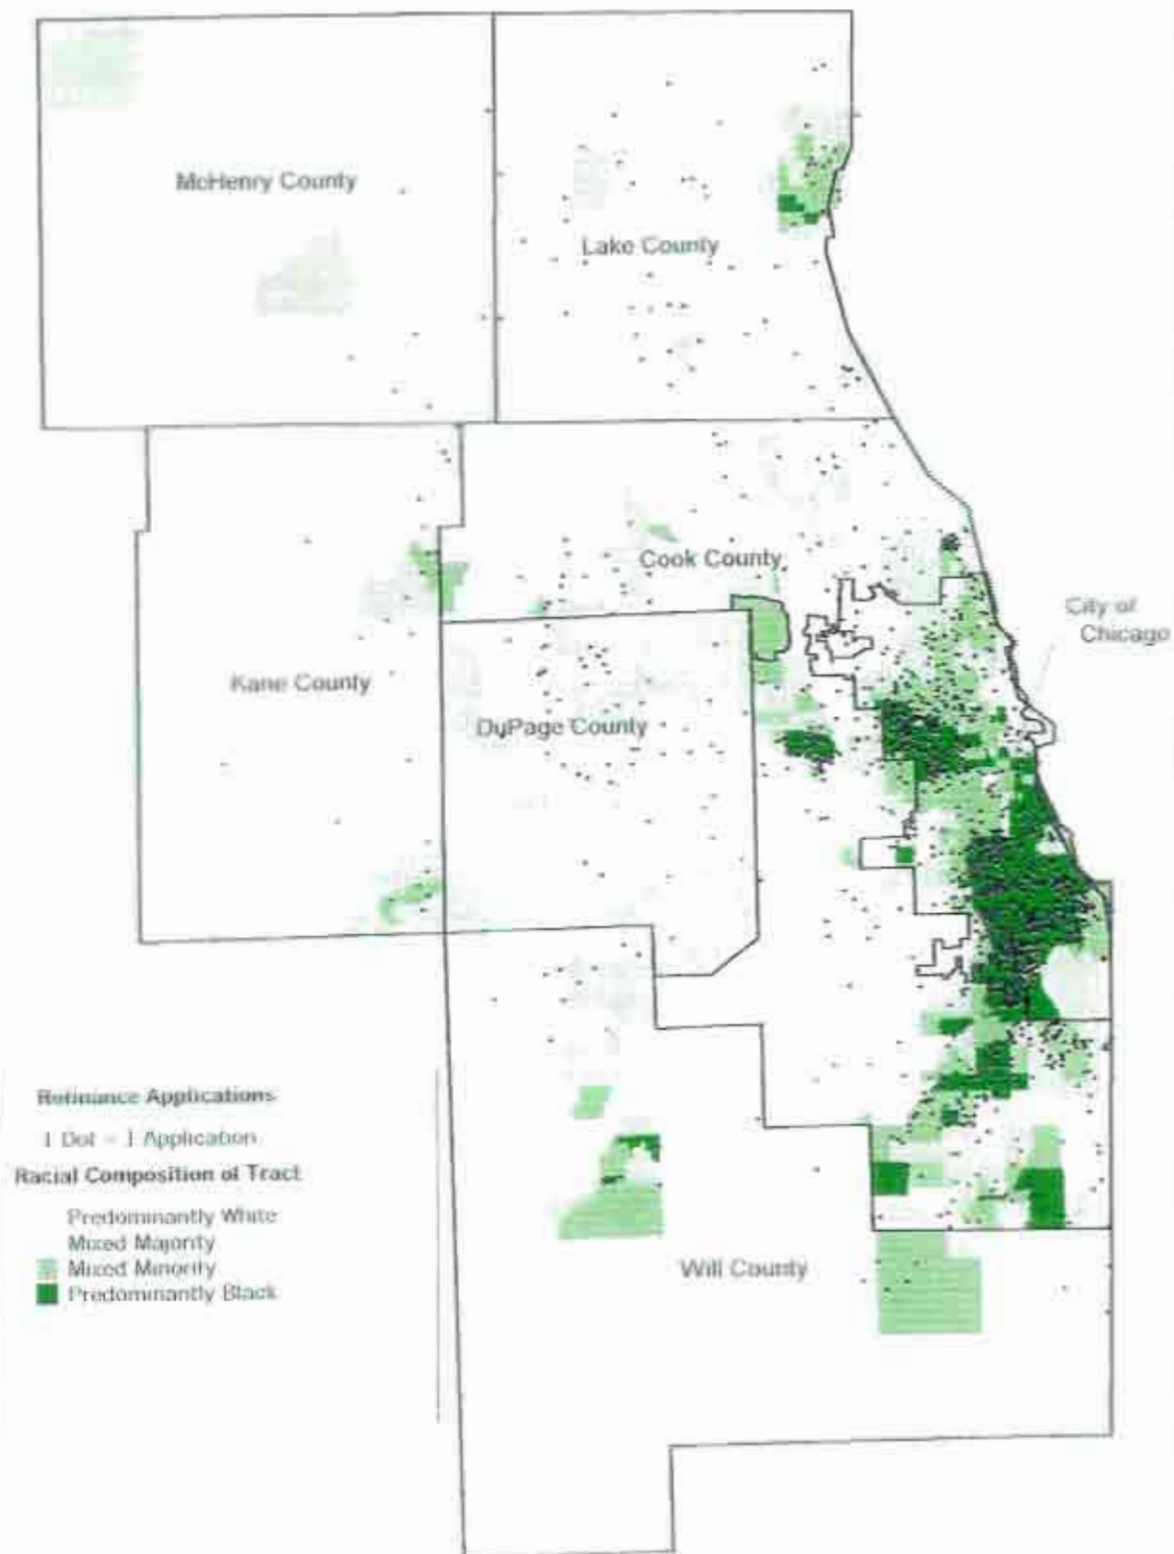 McHenry County
Lake County
Cook County
City of
Chicago
Kane County
DuPage County
Refinance Applications
1 Dot = 1 Application
Racial Composition of Tract
Predominantly White
Mixed Majority
Mixed Minority
Predominantly Black
Will County